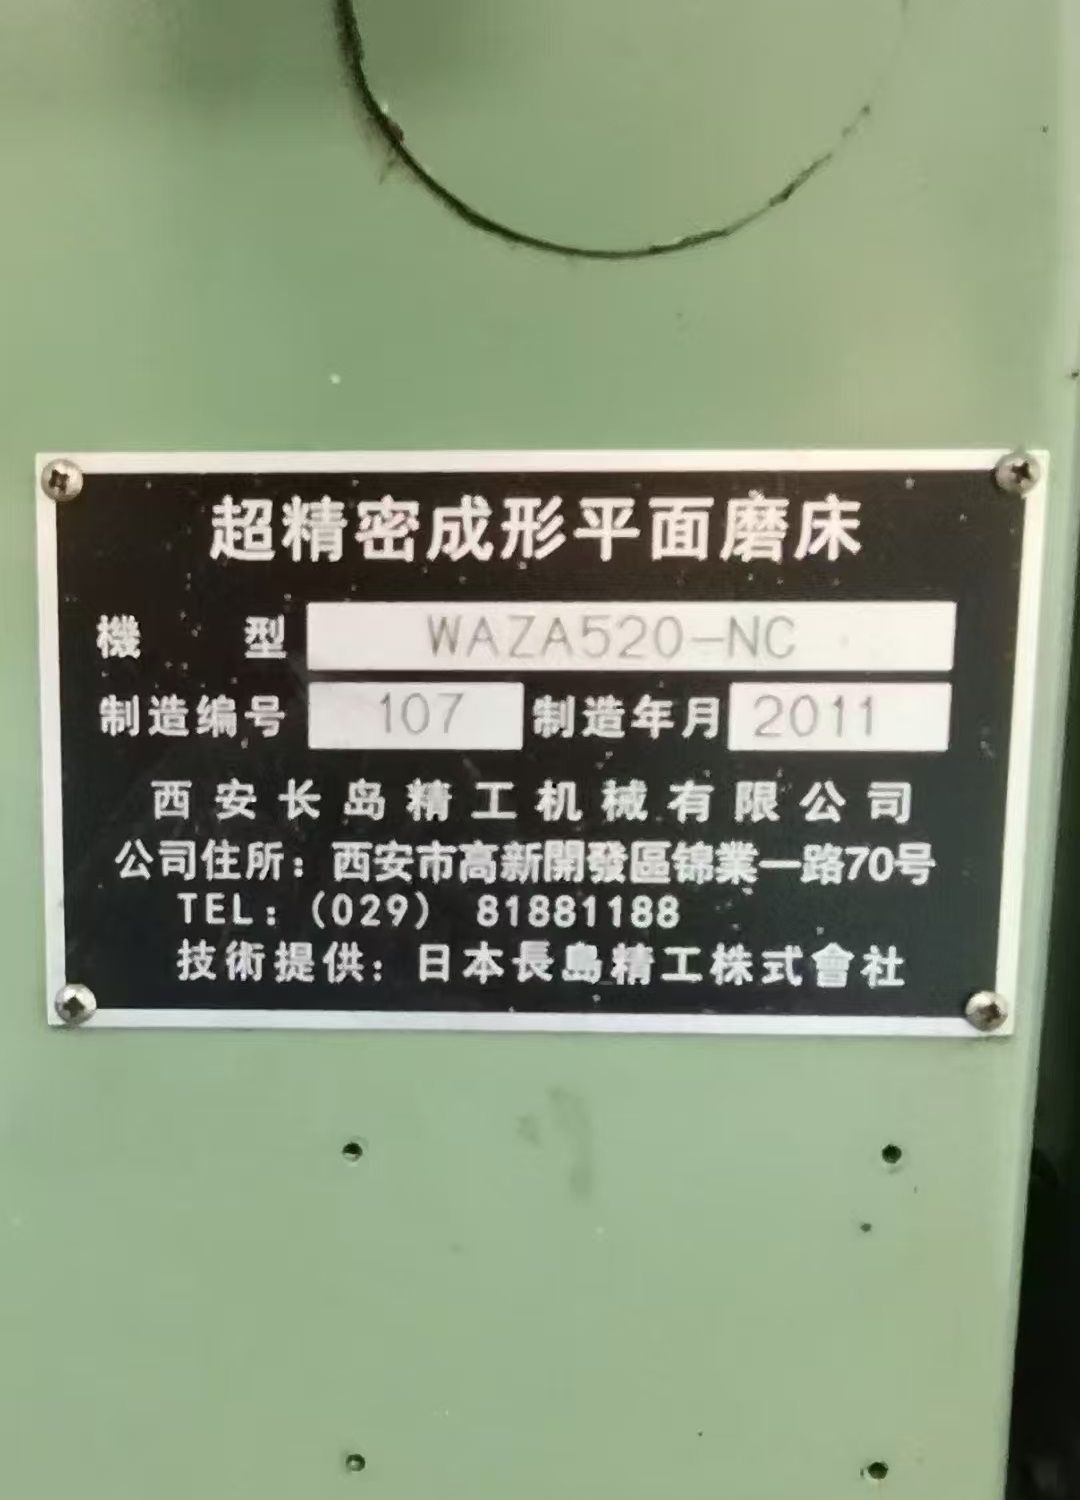 超精密成形平面磨床
機型 WAZA520-NC
制造编号 107 制造年月 2011
西安长岛精工机械有限公司
公司住所：西安市高新開發區锦業一路70号
TEL：(029) 81881188
技術提供：日本長島精工株式會社